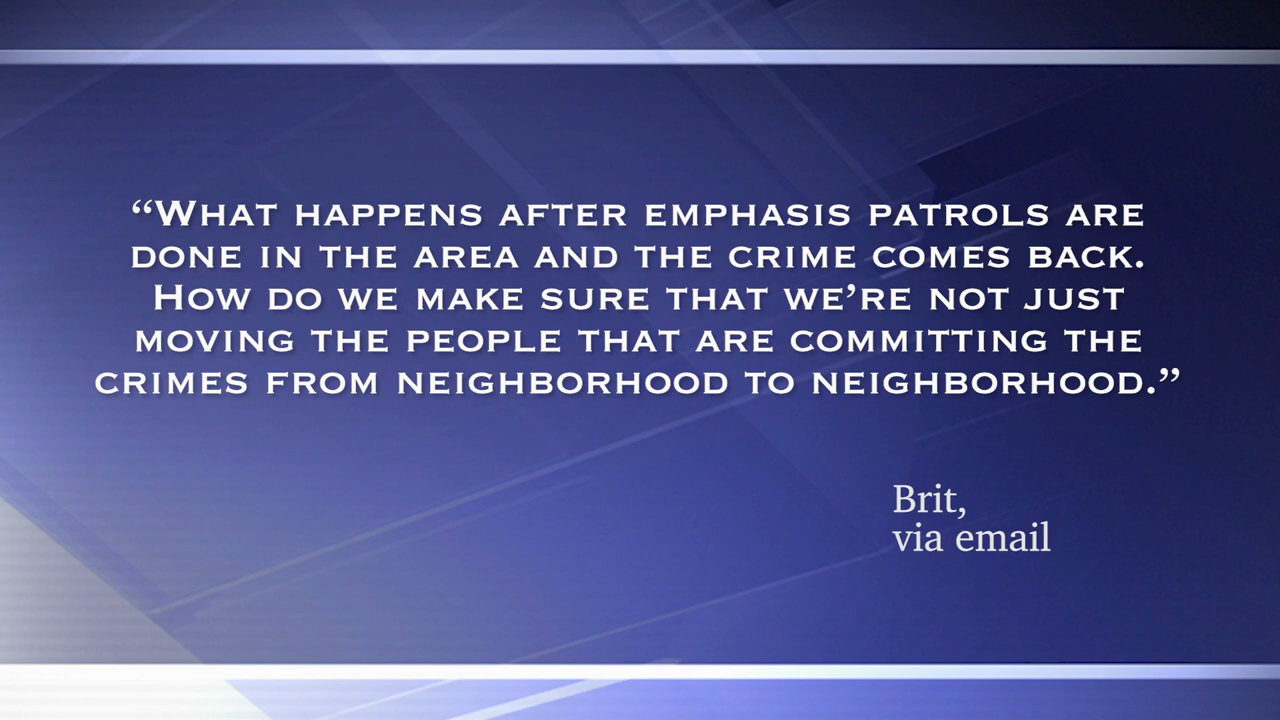 “What happens after emphasis patrols are
done in the area and the crime comes back.
How do we make sure that we’re not just
moving the people that are committing the
crimes from neighborhood to neighborhood.”
Brit,
via email